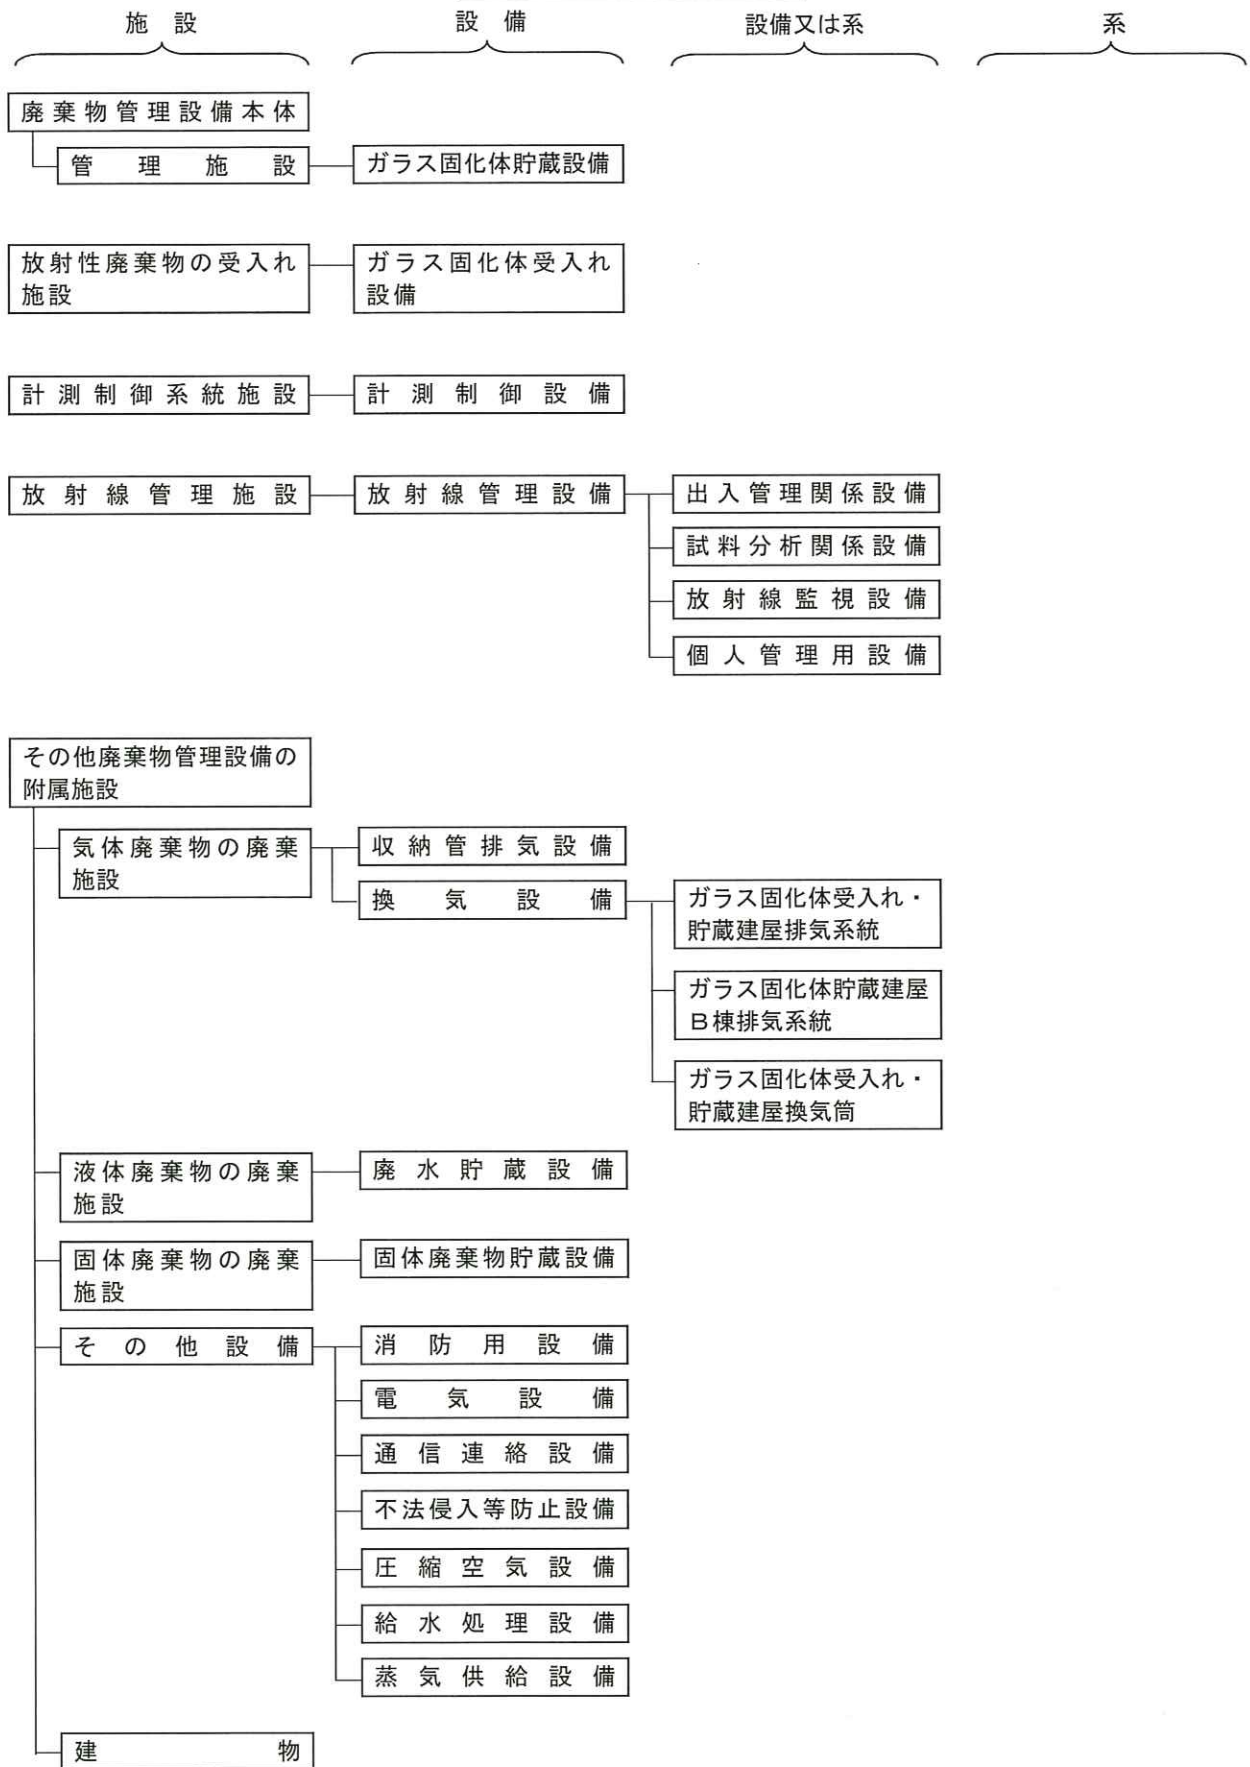 施設
設備
設備又は系
系
廃棄物管理設備本体
管理施設
ガラス固化体貯蔵設備
放射性廃棄物の受入れ
施設
ガラス固化体受入れ
設備
計測制御系統施設
計測制御設備
放射線管理施設
放射線管理設備
出入管理関係設備
試料分析関係設備
放射線監視設備
個人管理用設備
その他廃棄物管理設備の
附属施設
気体廃棄物の廃棄
施設
収納管排気設備
換気設備
ガラス固化体受入れ・
貯蔵建屋排気系統
ガラス固化体貯蔵建屋
B棟排気系統
ガラス固化体受入れ・
貯蔵建屋換気筒
液体廃棄物の廃棄
施設
廃水貯蔵設備
固体廃棄物の廃棄
施設
固体廃棄物貯蔵設備
その他設備
消防用設備
電気設備
通信連絡設備
不法侵入等防止設備
圧縮空気設備
給水処理設備
蒸気供給設備
建物